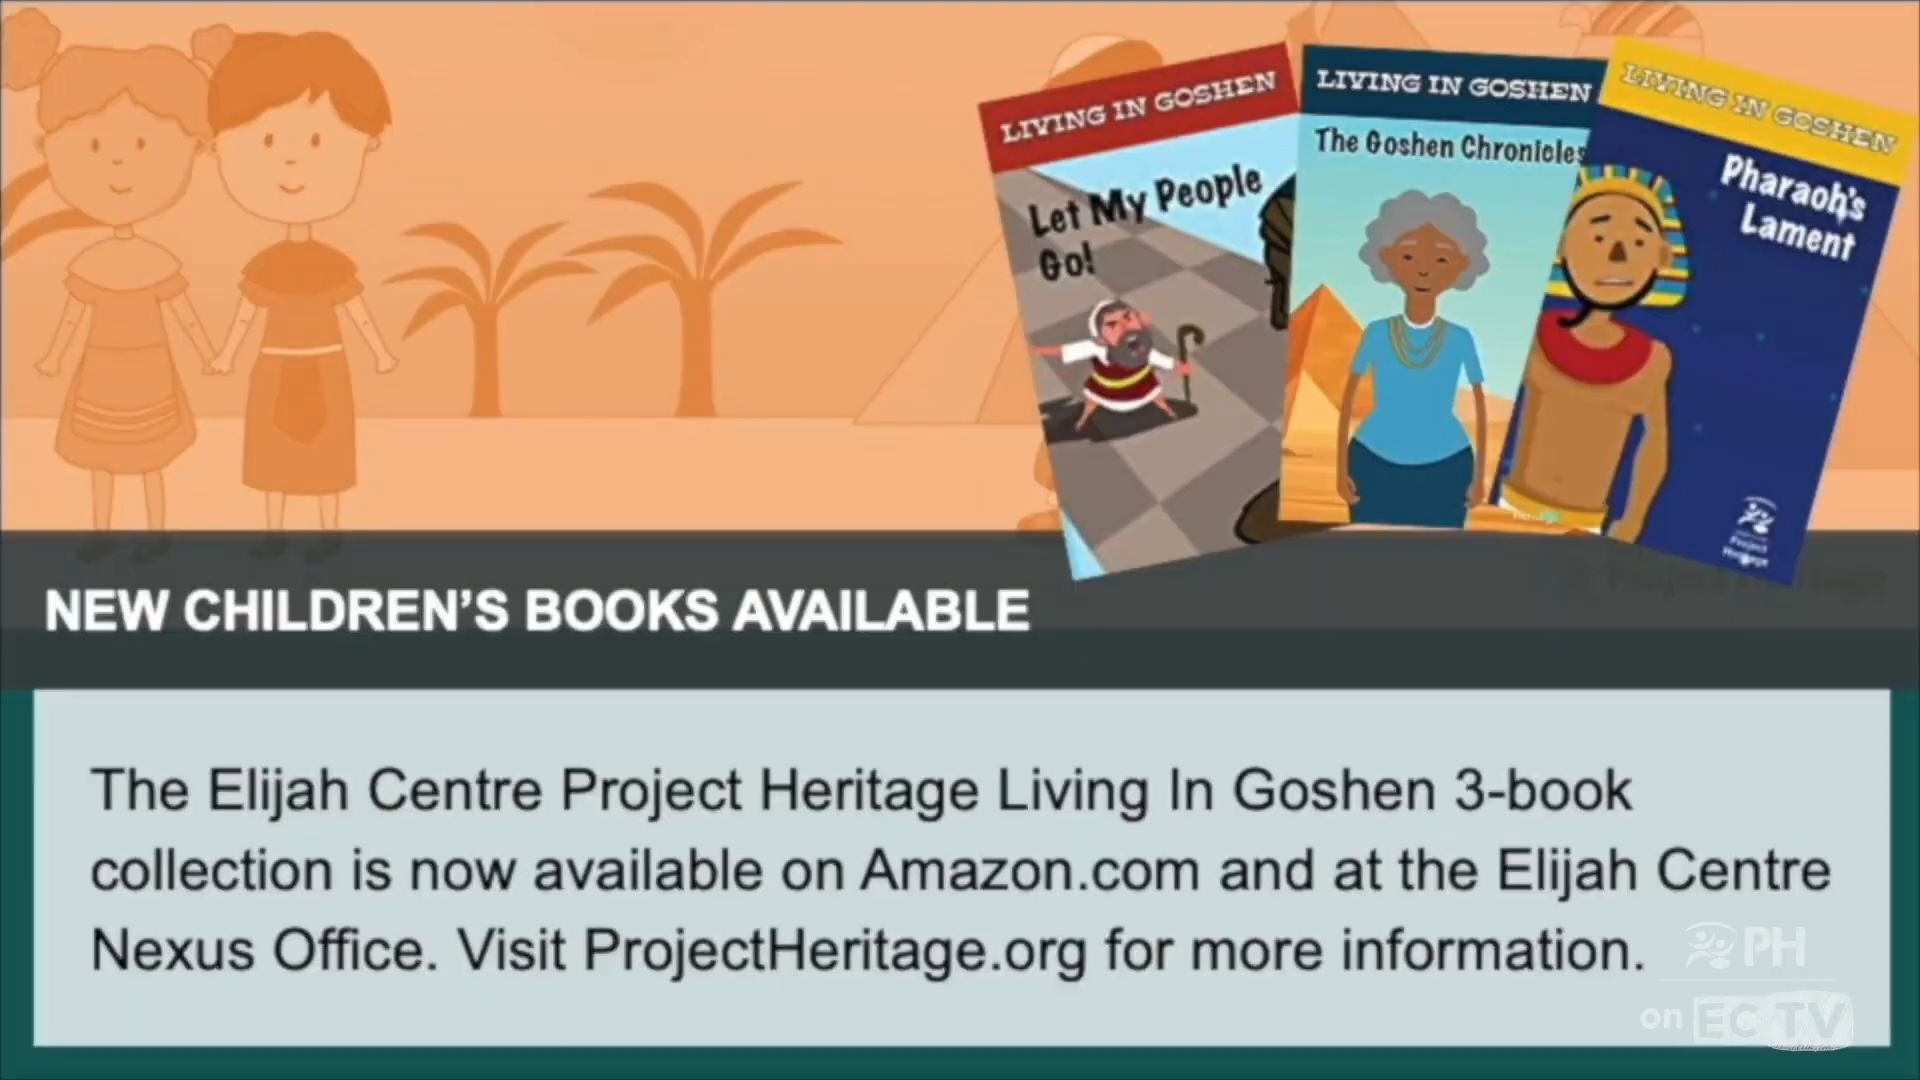 LIVING IN GOSHEN
Let My People
Go!
LIVING IN GOSHEN
The Goshen Chronicles
LIVING IN GOSHEN
Pharaoh's
Lament
Project
Heritage
NEW CHILDREN'S BOOKS AVAILABLE
The Elijah Centre Project Heritage Living In Goshen 3-book
collection is now available on Amazon.com and at the Elijah Centre
Nexus Office. Visit ProjectHeritage.org for more information.
PH
on EC TV